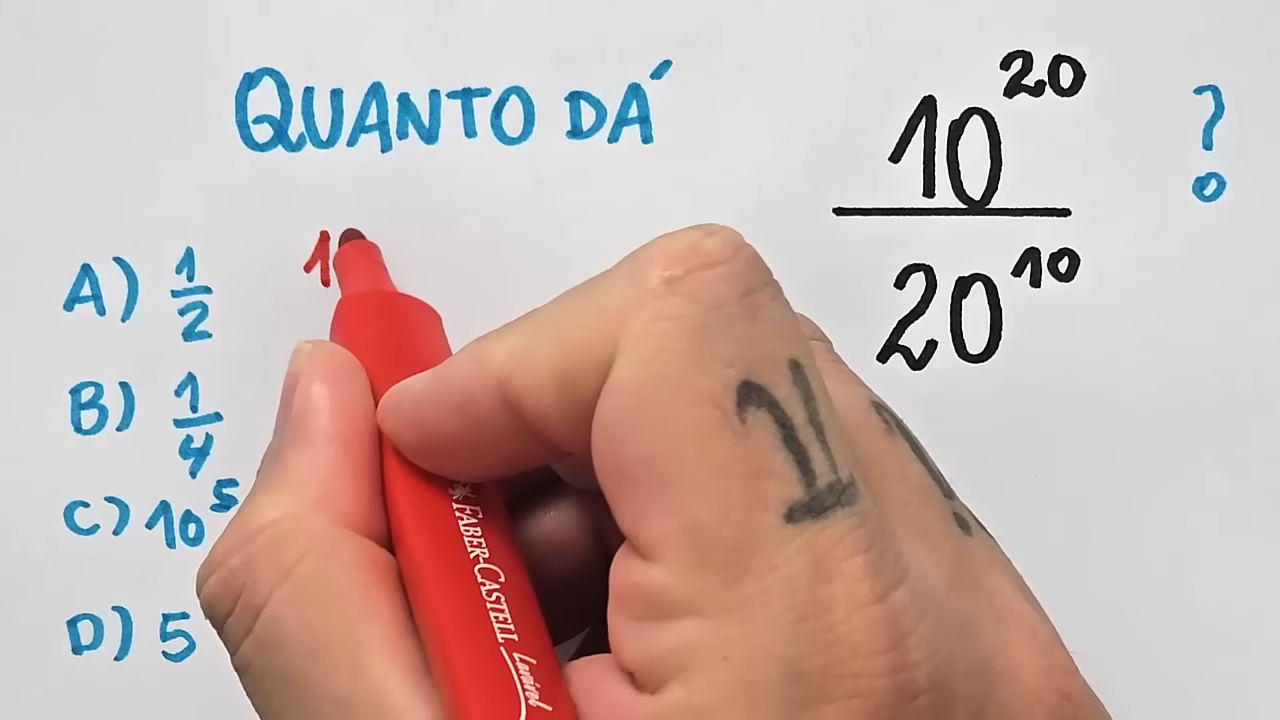 QUANTO DÁ 10^20 / 20^10 ?
1
A) 1/2
B) 1/4
C) 10^5
D) 5
FABER-CASTELL